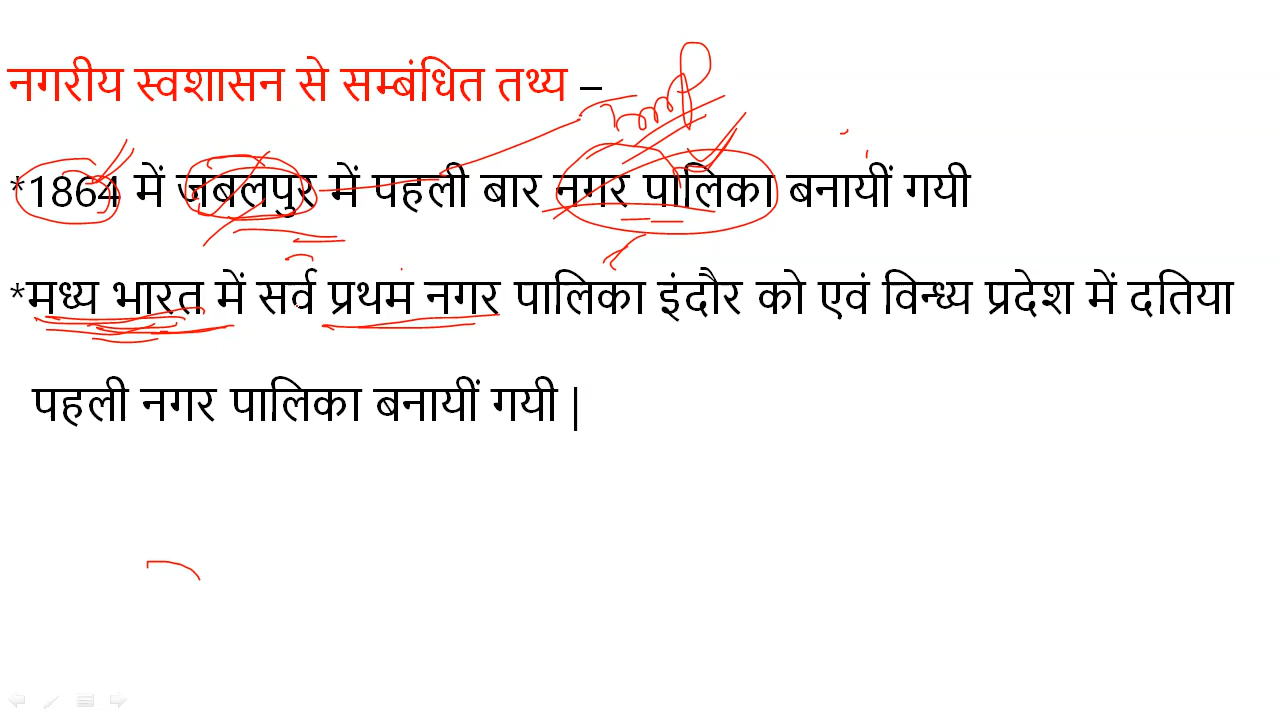 नगरीय स्वशासन से सम्बंधित तथ्य –
*1864 में जबलपुर में पहली बार नगर पालिका बनायीं गयी
*मध्य भारत में सर्व प्रथम नगर पालिका इंदौर को एवं विन्ध्य प्रदेश में दतिया
पहली नगर पालिका बनायीं गयी |